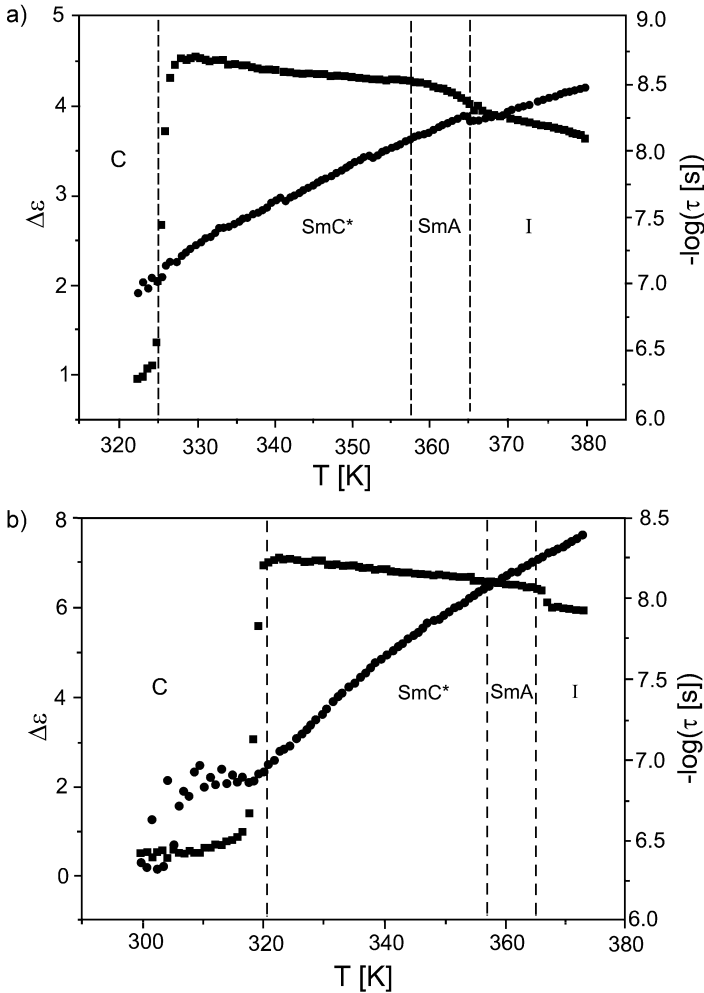 a)
5
4
3
2
1
Δε
9.0
8.5
8.0
7.5
7.0
6.5
6.0
-log(τ [s])
C
SmC*
SmA
I
320
330
340
350
360
370
380
T [K]
b)
8
6
4
2
0
Δε
8.5
8.0
7.5
7.0
6.5
6.0
-log(τ [s])
C
SmC*
SmA
I
300
320
340
360
380
T [K]